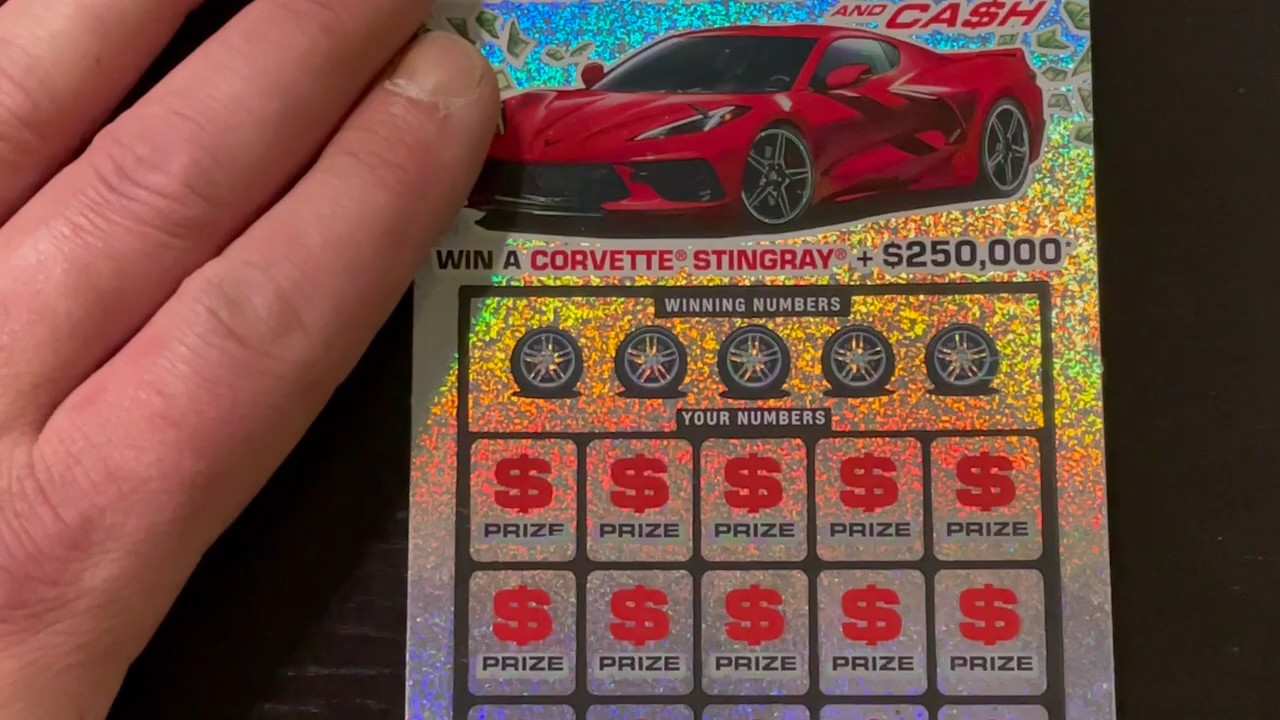 AND CA$H
WIN A CORVETTE® STINGRAY® + $250,000*
WINNING NUMBERS
YOUR NUMBERS
$ $ $ $ $
PRIZE PRIZE PRIZE PRIZE PRIZE
$ $ $ $ $
PRIZE PRIZE PRIZE PRIZE PRIZE